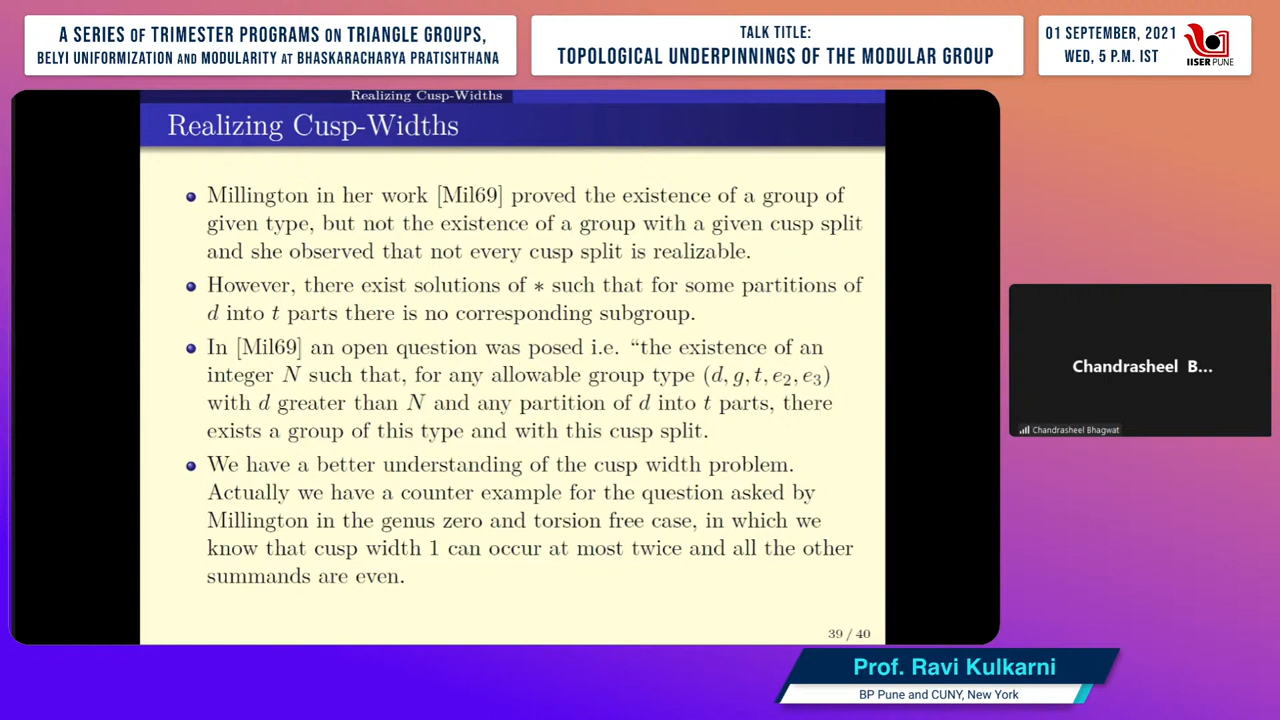 A SERIES OF TRIMESTER PROGRAMS ON TRIANGLE GROUPS,
BELYI UNIFORMIZATION AND MODULARITY AT BHASKARACHARYA PRATISHTHANA
TALK TITLE:
TOPOLOGICAL UNDERPINNINGS OF THE MODULAR GROUP
01 SEPTEMBER, 2021
WED, 5 P.M. IST
IISER PUNE
Realizing Cusp-Widths
Realizing Cusp-Widths
Millington in her work [Mil69] proved the existence of a group of
given type, but not the existence of a group with a given cusp split
and she observed that not every cusp split is realizable.
However, there exist solutions of ∗ such that for some partitions of
d into t parts there is no corresponding subgroup.
In [Mil69] an open question was posed i.e. “the existence of an
integer N such that, for any allowable group type (d, g, t, e₂, e₃)
with d greater than N and any partition of d into t parts, there
exists a group of this type and with this cusp split.
We have a better understanding of the cusp width problem.
Actually we have a counter example for the question asked by
Millington in the genus zero and torsion free case, in which we
know that cusp width 1 can occur at most twice and all the other
summands are even.
39 / 40
Chandrasheel B...
Chandrasheel Bhagwat
Prof. Ravi Kulkarni
BP Pune and CUNY, New York